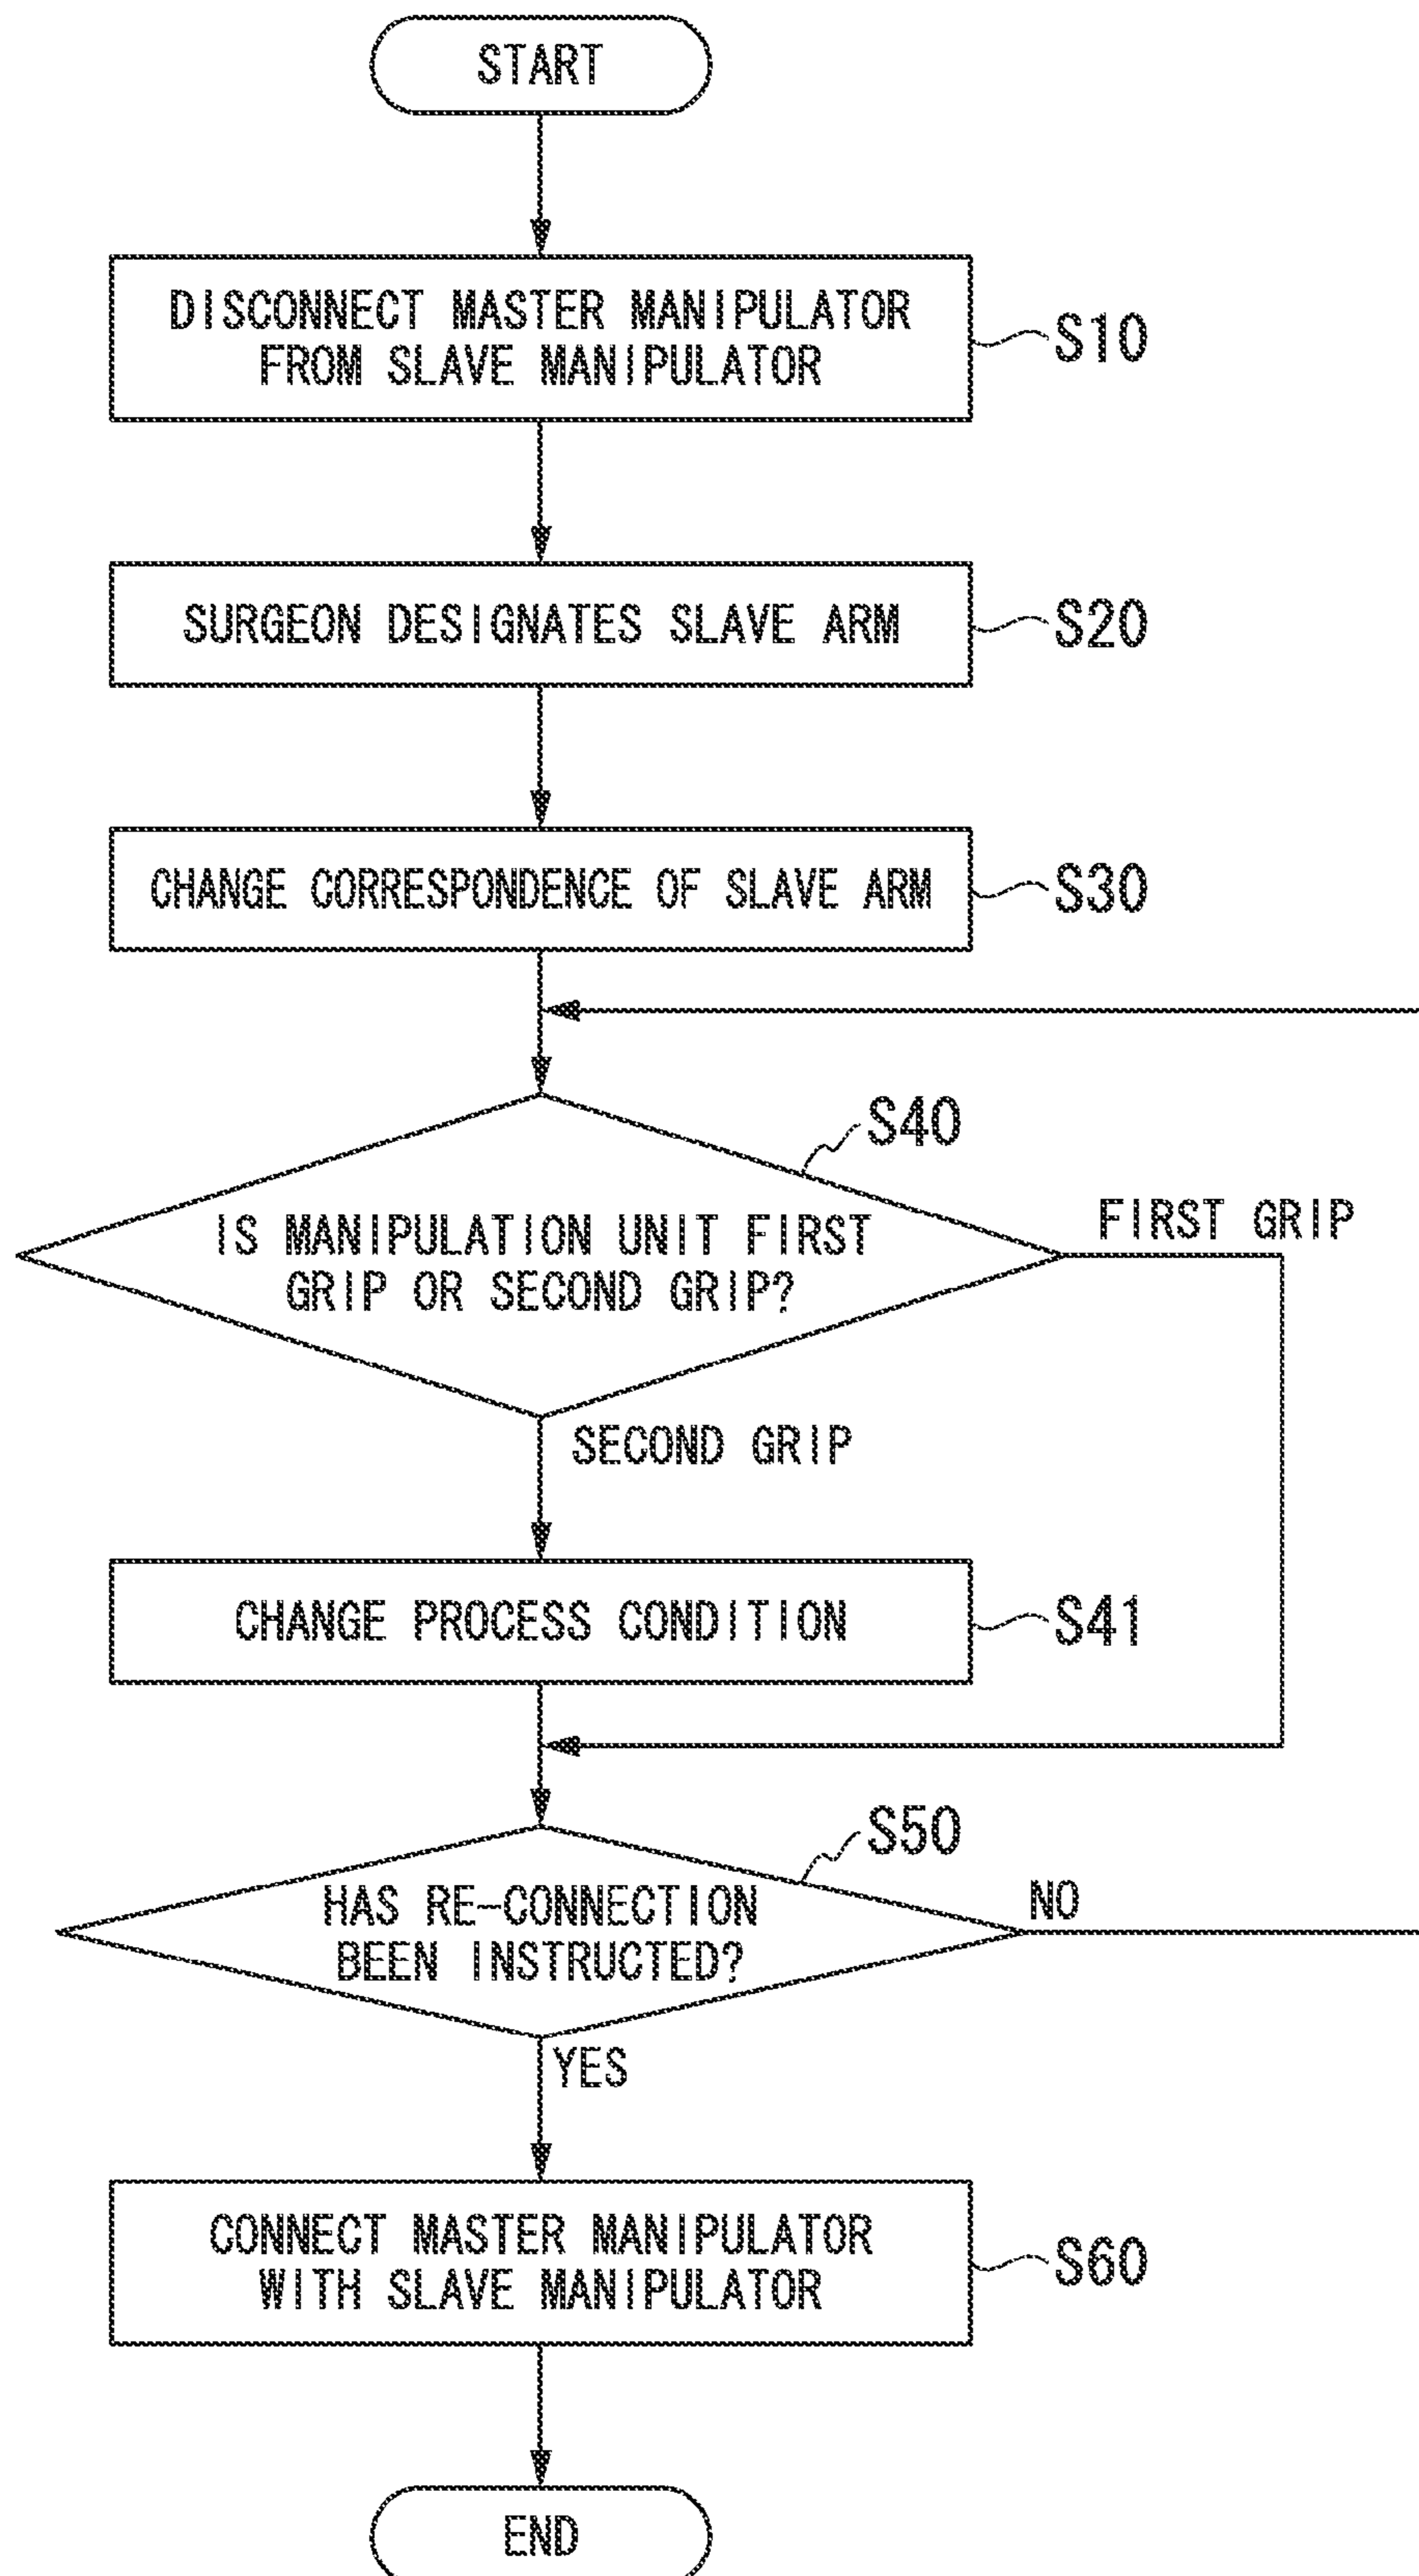 START
DISCONNECT MASTER MANIPULATOR
FROM SLAVE MANIPULATOR
S10
SURGEON DESIGNATES SLAVE ARM
S20
CHANGE CORRESPONDENCE OF SLAVE ARM
S30
S40
IS MANIPULATION UNIT FIRST
GRIP OR SECOND GRIP?
FIRST GRIP
SECOND GRIP
CHANGE PROCESS CONDITION
S41
S50
HAS RE-CONNECTION
BEEN INSTRUCTED?
NO
YES
CONNECT MASTER MANIPULATOR
WITH SLAVE MANIPULATOR
S60
END